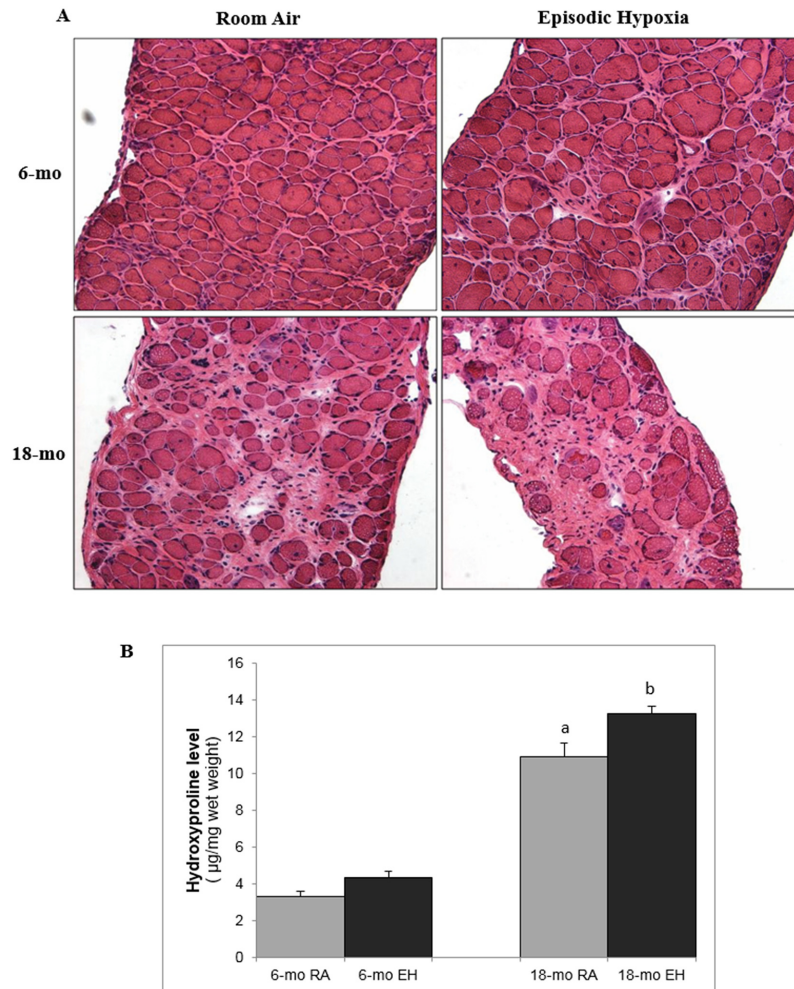 A
Room Air
Episodic Hypoxia
6-mo
18-mo
B
Hydroxyproline level
( µg/mg wet weight)
16
14
12
10
8
6
4
2
0
a
b
6-mo RA
6-mo EH
18-mo RA
18-mo EH